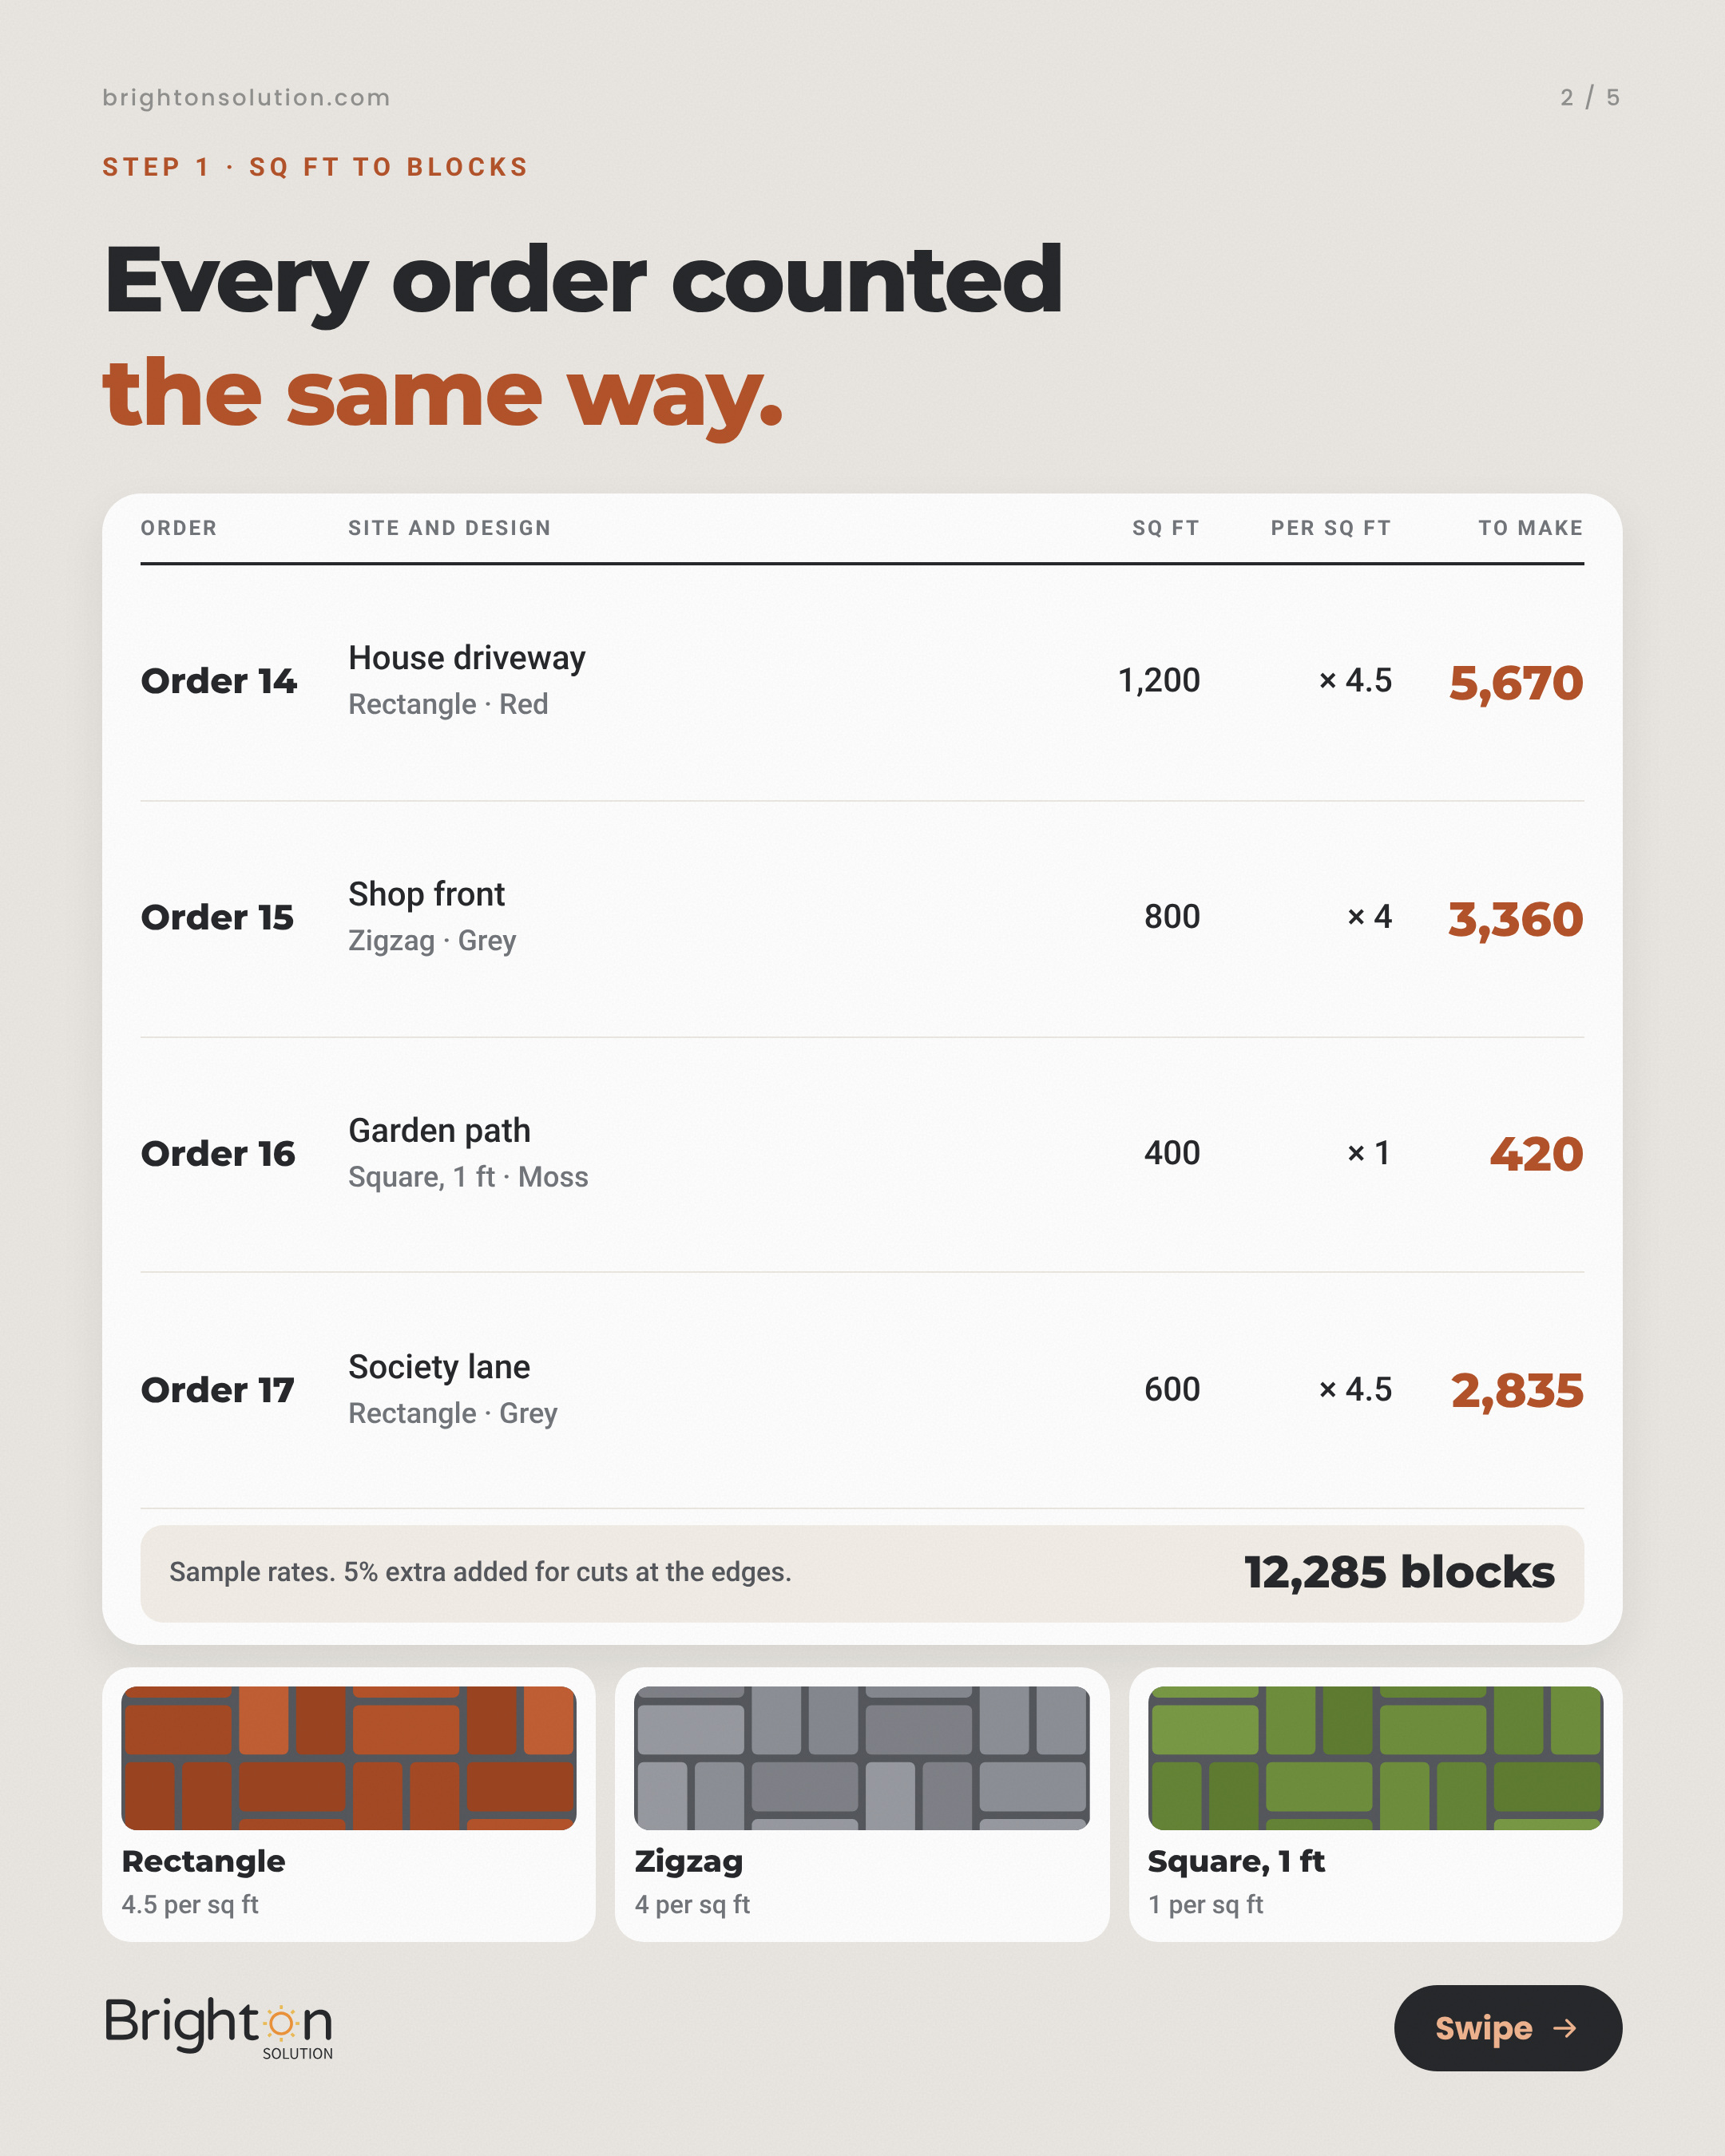 brightonsolution.com
2 / 5
STEP 1 · SQ FT TO BLOCKS
Every order counted
the same way.
ORDER SITE AND DESIGN SQ FT PER SQ FT TO MAKE
Order 14 House driveway 1,200 × 4.5 5,670
Rectangle · Red
Order 15 Shop front 800 × 4 3,360
Zigzag · Grey
Order 16 Garden path 400 × 1 420
Square, 1 ft · Moss
Order 17 Society lane 600 × 4.5 2,835
Rectangle · Grey
Sample rates. 5% extra added for cuts at the edges. 12,285 blocks
Rectangle
4.5 per sq ft
Zigzag
4 per sq ft
Square, 1 ft
1 per sq ft
Brighton
SOLUTION
Swipe →